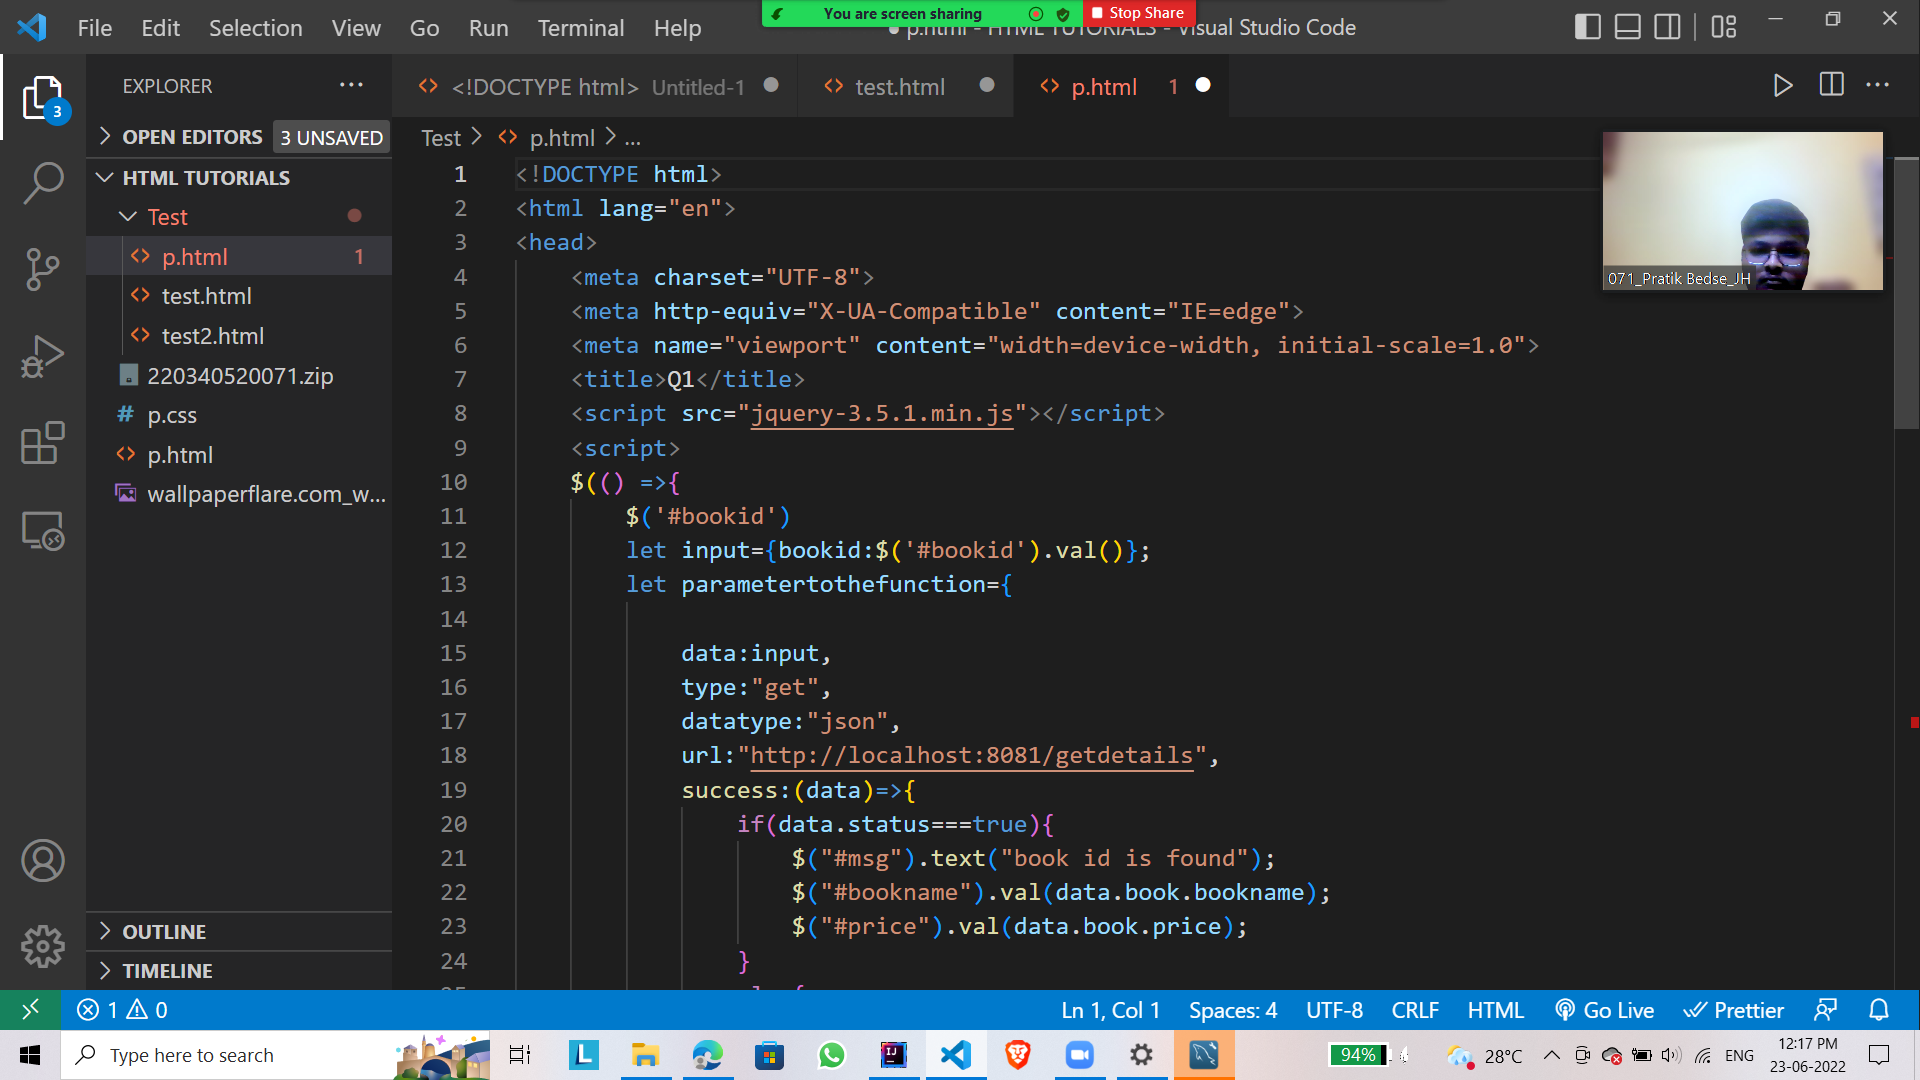 You are screen sharing
Stop Share
File Edit Selection View Go Run Terminal Help
p.html - HTML TUTORIALS - Visual Studio Code
EXPLORER
<!DOCTYPE html> Untitled-1
test.html
p.html 1
3
OPEN EDITORS 3 UNSAVED
Test > p.html > ...
HTML TUTORIALS
Test
p.html 1
test.html
test2.html
220340520071.zip
p.css
p.html
wallpaperflare.com_w...
OUTLINE
TIMELINE
1 <!DOCTYPE html>
2 <html lang="en">
3 <head>
4 <meta charset="UTF-8">
5 <meta http-equiv="X-UA-Compatible" content="IE=edge">
6 <meta name="viewport" content="width=device-width, initial-scale=1.0">
7 <title>Q1</title>
8 <script src="jquery-3.5.1.min.js"></script>
9 <script>
10 $(() =>{
11 $('#bookid')
12 let input={bookid:$('#bookid').val()};
13 let parametertothefunction={
14
15 data:input,
16 type:"get",
17 datatype:"json",
18 url:"http://localhost:8081/getdetails",
19 success:(data)=>{
20 if(data.status===true){
21 $("#msg").text("book id is found");
22 $("#bookname").val(data.book.bookname);
23 $("#price").val(data.book.price);
24 }
071_Pratik Bedse_JH
1 0
Ln 1, Col 1 Spaces: 4 UTF-8 CRLF HTML Go Live Prettier
Type here to search
94%
28°C
ENG
12:17 PM
23-06-2022